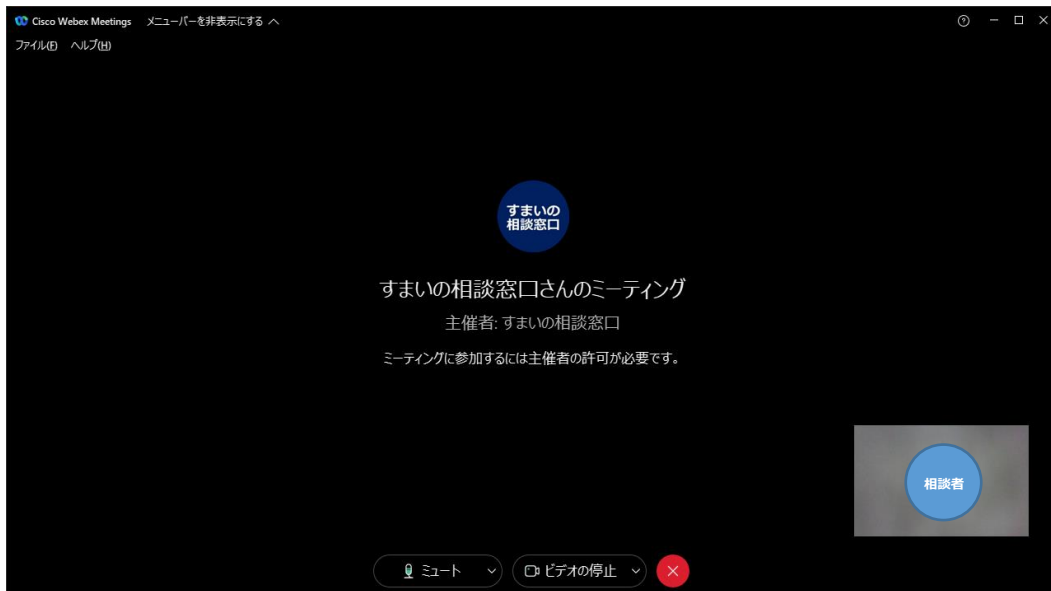 Cisco Webex Meetings メニューバーを非表示にする
ファイル(F) ヘルプ(H)
すまいの
相談窓口
すまいの相談窓口さんのミーティング
主催者: すまいの相談窓口
ミーティングに参加するには主催者の許可が必要です。
相談者
ミュート ビデオの停止